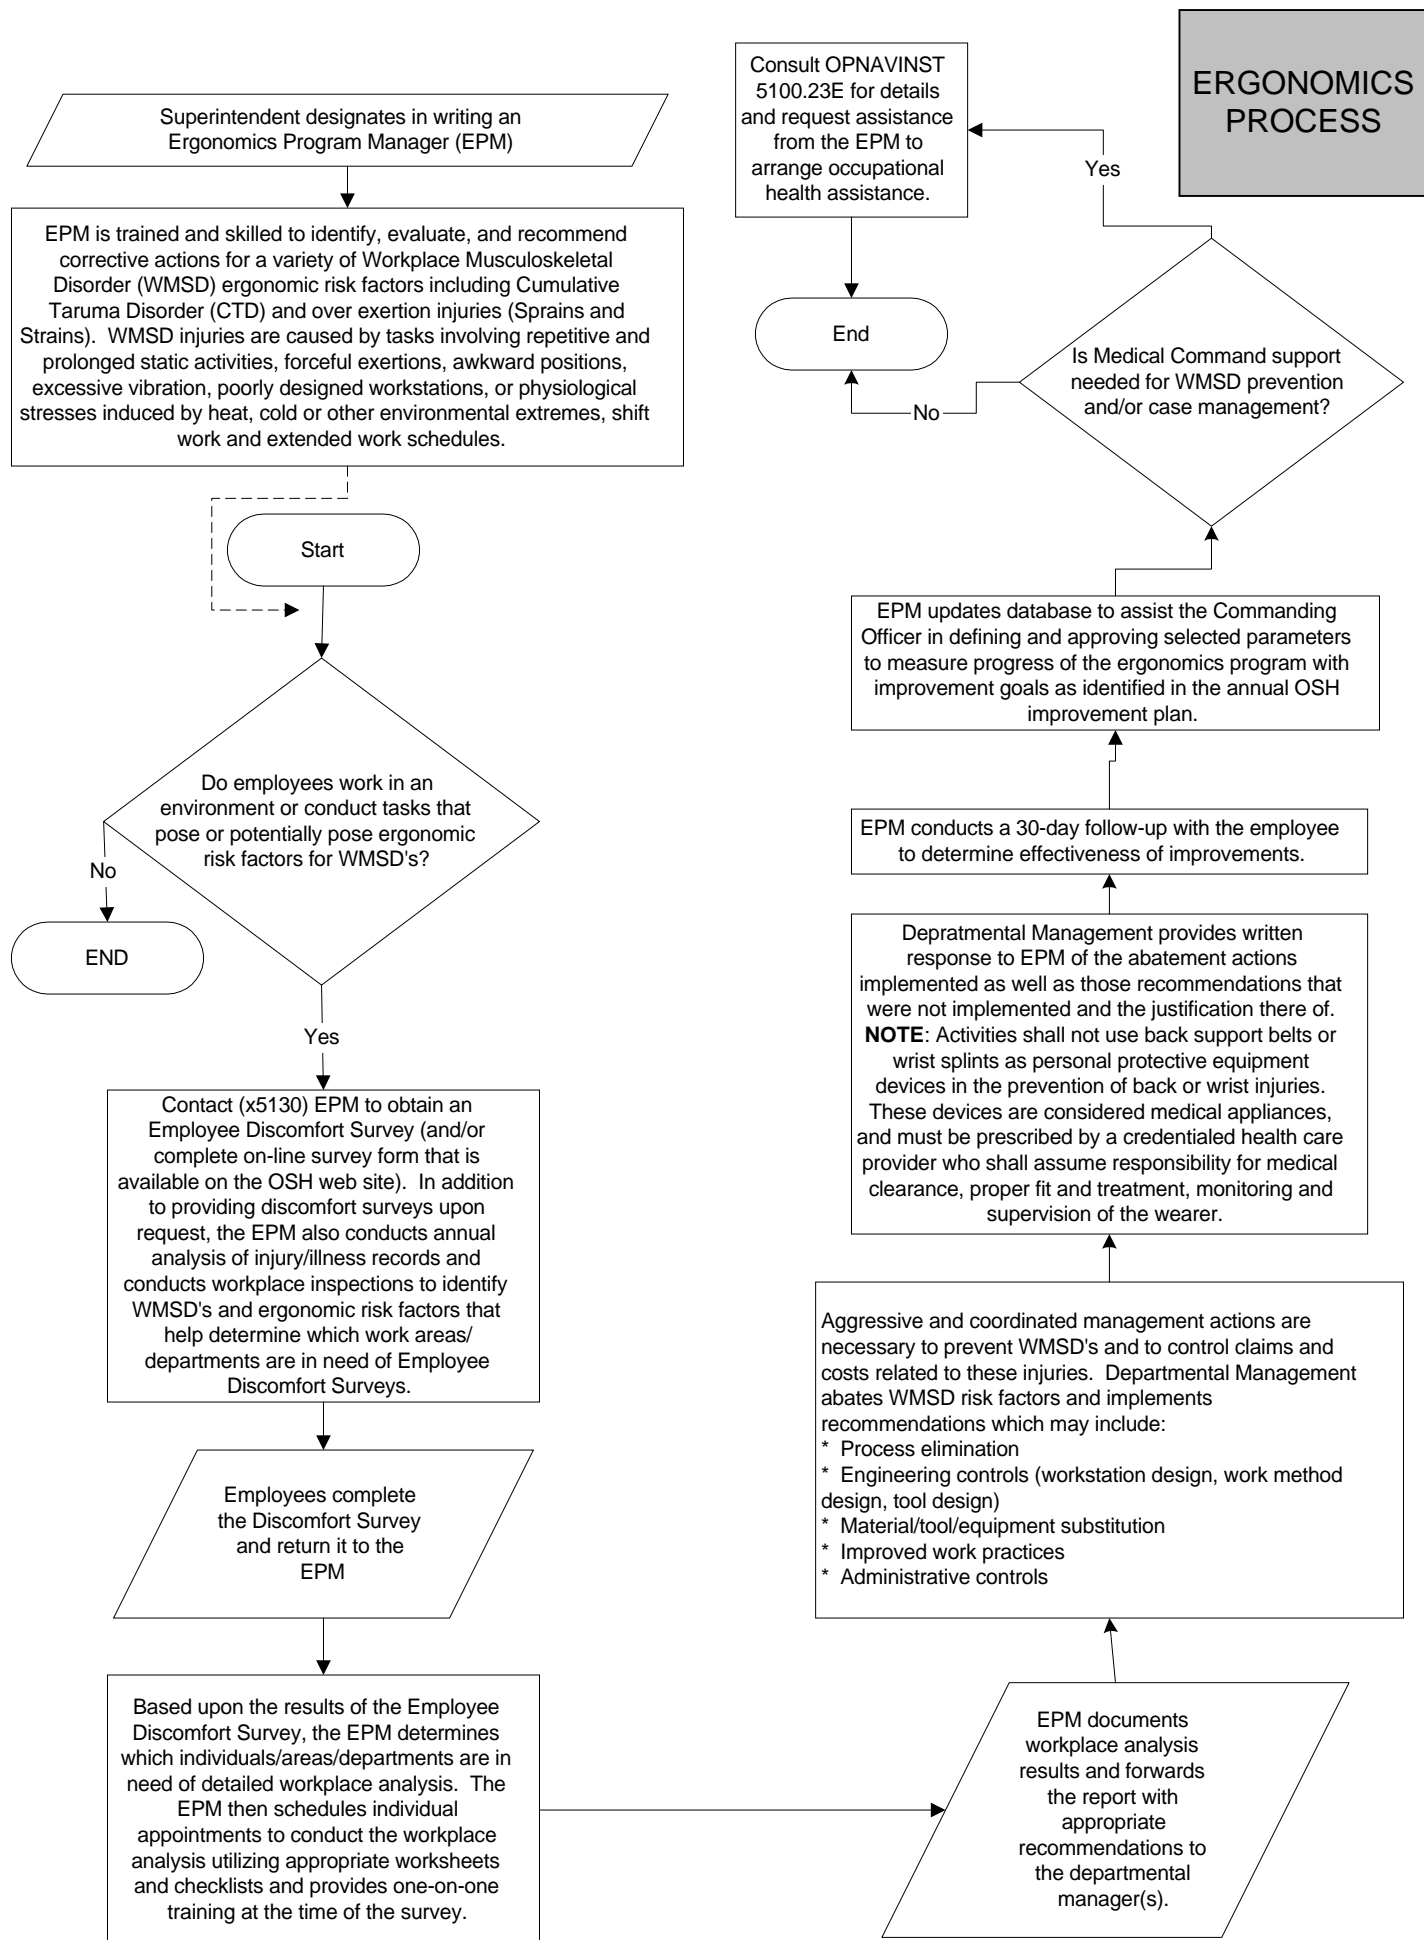 ERGONOMICS
PROCESS
Superintendent designates in writing an
Ergonomics Program Manager (EPM)
EPM is trained and skilled to identify, evaluate, and recommend
corrective actions for a variety of Workplace Musculoskeletal
Disorder (WMSD) ergonomic risk factors including Cumulative
Taruma Disorder (CTD) and over exertion injuries (Sprains and
Strains).  WMSD injuries are caused by tasks involving repetitive and
prolonged static activities, forceful exertions, awkward positions,
excessive vibration, poorly designed workstations, or physiological
stresses induced by heat, cold or other environmental extremes, shift
work and extended work schedules.
Start
Do employees work in an
environment or conduct tasks that
pose or potentially pose ergonomic
risk factors for WMSD's?
No
END
Yes
Contact (x5130) EPM to obtain an
Employee Discomfort Survey (and/or
complete on-line survey form that is
available on the OSH web site).  In addition
to providing discomfort surveys upon
request, the EPM also conducts annual
analysis of injury/illness records and
conducts workplace inspections to identify
WMSD's and ergonomic risk factors that
help determine which work areas/
departments are in need of Employee
Discomfort Surveys.
Employees complete
the Discomfort Survey
and return it to the
EPM
Based upon the results of the Employee
Discomfort Survey, the EPM determines
which individuals/areas/departments are in
need of detailed workplace analysis.  The
EPM then schedules individual
appointments to conduct the workplace
analysis utilizing appropriate worksheets
and checklists and provides one-on-one
training at the time of the survey.
EPM documents
workplace analysis
results and forwards
the report with
appropriate
recommendations to
the departmental
manager(s).
Aggressive and coordinated management actions are
necessary to prevent WMSD's and to control claims and
costs related to these injuries.  Departmental Management
abates WMSD risk factors and implements
recommendations which may include:
*  Process elimination
*  Engineering controls (workstation design, work method
design, tool design)
*  Material/tool/equipment substitution
*  Improved work practices
*  Administrative controls
Depratmental Management provides written
response to EPM of the abatement actions
implemented as well as those recommendations that
were not implemented and the justification there of.
NOTE: Activities shall not use back support belts or
wrist splints as personal protective equipment
devices in the prevention of back or wrist injuries.
These devices are considered medical appliances,
and must be prescribed by a credentialed health care
provider who shall assume responsibility for medical
clearance, proper fit and treatment, monitoring and
supervision of the wearer.
EPM conducts a 30-day follow-up with the employee
to determine effectiveness of improvements.
EPM updates database to assist the Commanding
Officer in defining and approving selected parameters
to measure progress of the ergonomics program with
improvement goals as identified in the annual OSH
improvement plan.
Is Medical Command support
needed for WMSD prevention
and/or case management?
Yes
No
Consult OPNAVINST
5100.23E for details
and request assistance
from the EPM to
arrange occupational
health assistance.
End